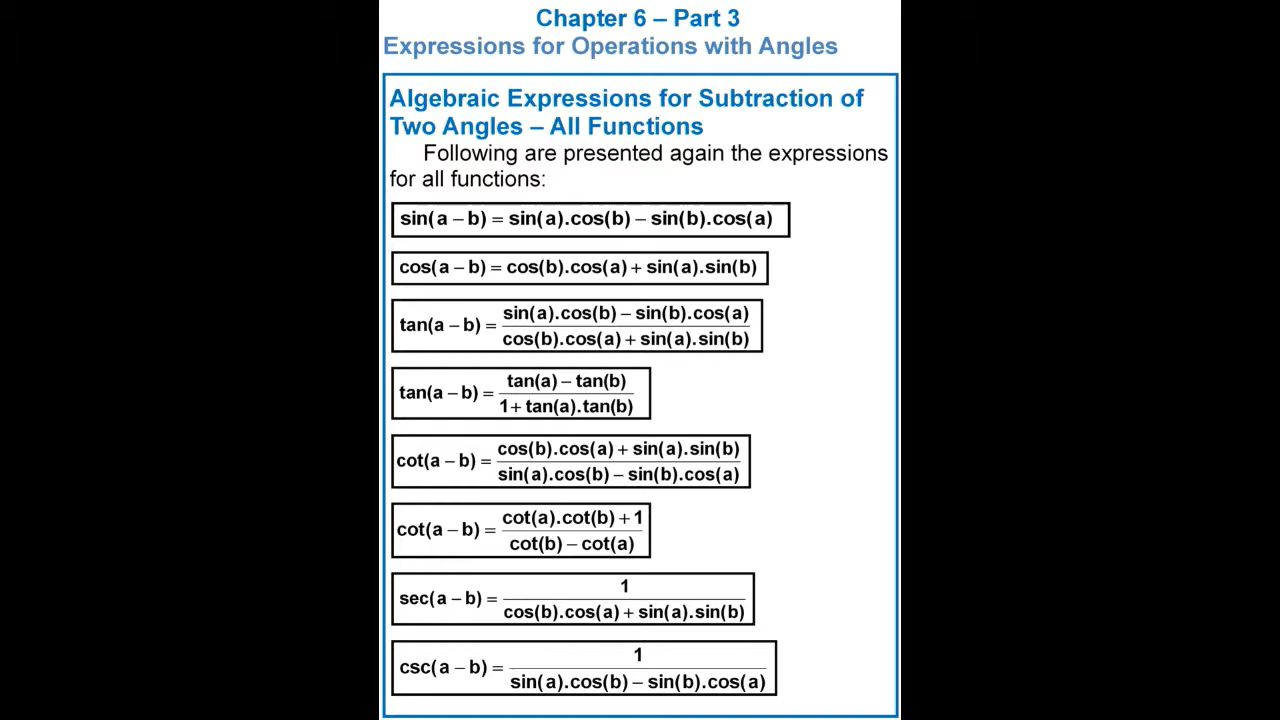 Chapter 6 – Part 3
Expressions for Operations with Angles
Algebraic Expressions for Subtraction of
Two Angles – All Functions
Following are presented again the expressions
for all functions:
sin(a − b) = sin(a).cos(b) − sin(b).cos(a)
cos(a − b) = cos(b).cos(a) + sin(a).sin(b)
sin(a).cos(b) − sin(b).cos(a)
tan(a − b) =
cos(b).cos(a) + sin(a).sin(b)
tan(a) − tan(b)
tan(a − b) =
1+ tan(a).tan(b)
cos(b).cos(a) + sin(a).sin(b)
cot(a − b) =
sin(a).cos(b) − sin(b).cos(a)
cot(a).cot(b) + 1
cot(a − b) =
cot(b) − cot(a)
1
sec(a − b) =
cos(b).cos(a) + sin(a).sin(b)
1
csc(a − b) =
sin(a).cos(b) − sin(b).cos(a)